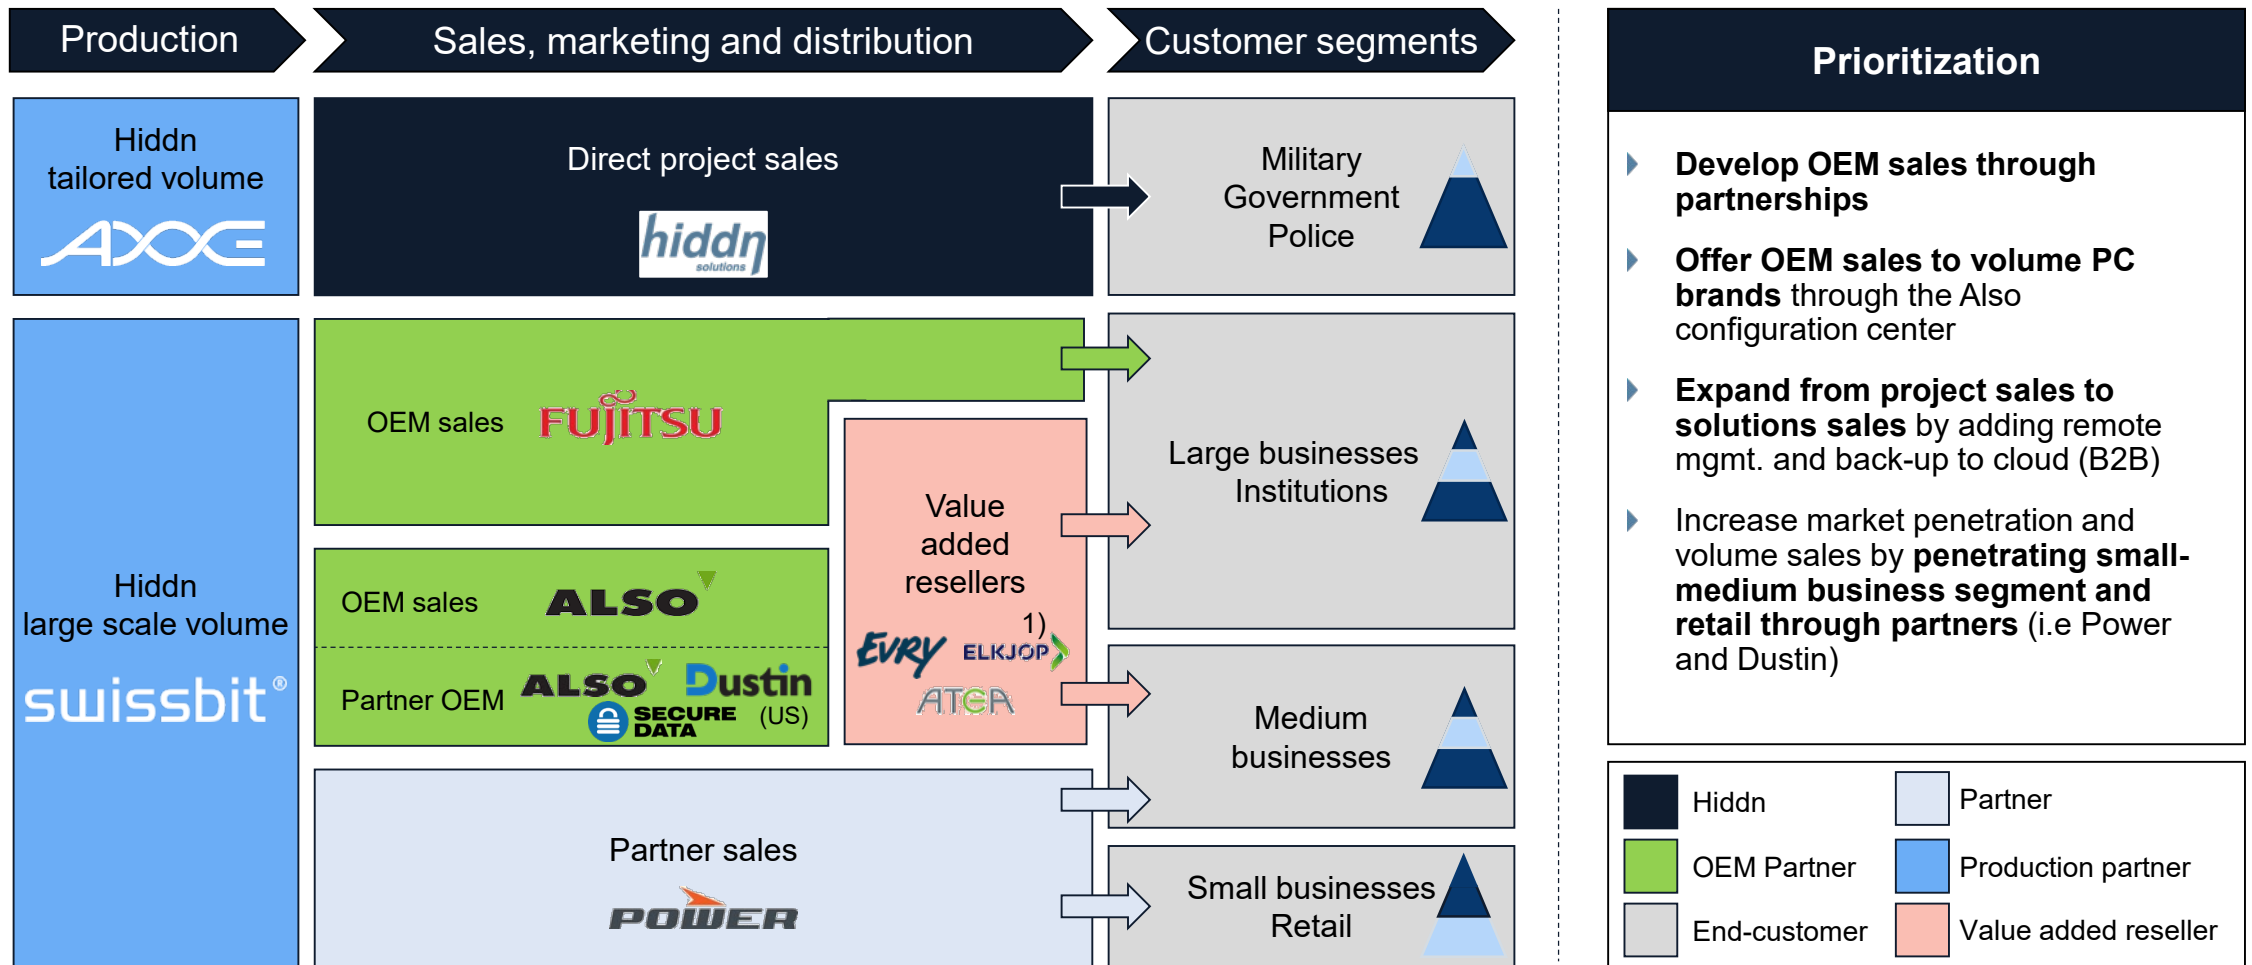 Production
Sales, marketing and distribution
Customer segments
Hiddn
tailored volume
AXXE
Direct project sales
hiddn
solutions
Military
Government
Police
Hiddn
large scale volume
swissbit®
OEM sales
FUJITSU
OEM sales
ALSO
Partner OEM
ALSO
Dustin
SECURE
DATA
(US)
Value
added
resellers
1)
EVRY
ELKJOP
ATEA
Large businesses
Institutions
Medium
businesses
Partner sales
POWER
Small businesses
Retail
Prioritization
Develop OEM sales through
partnerships
Offer OEM sales to volume PC
brands through the Also
configuration center
Expand from project sales to
solutions sales by adding remote
mgmt. and back-up to cloud (B2B)
Increase market penetration and
volume sales by penetrating small-
medium business segment and
retail through partners (i.e Power
and Dustin)
Hiddn
Partner
OEM Partner
Production partner
End-customer
Value added reseller